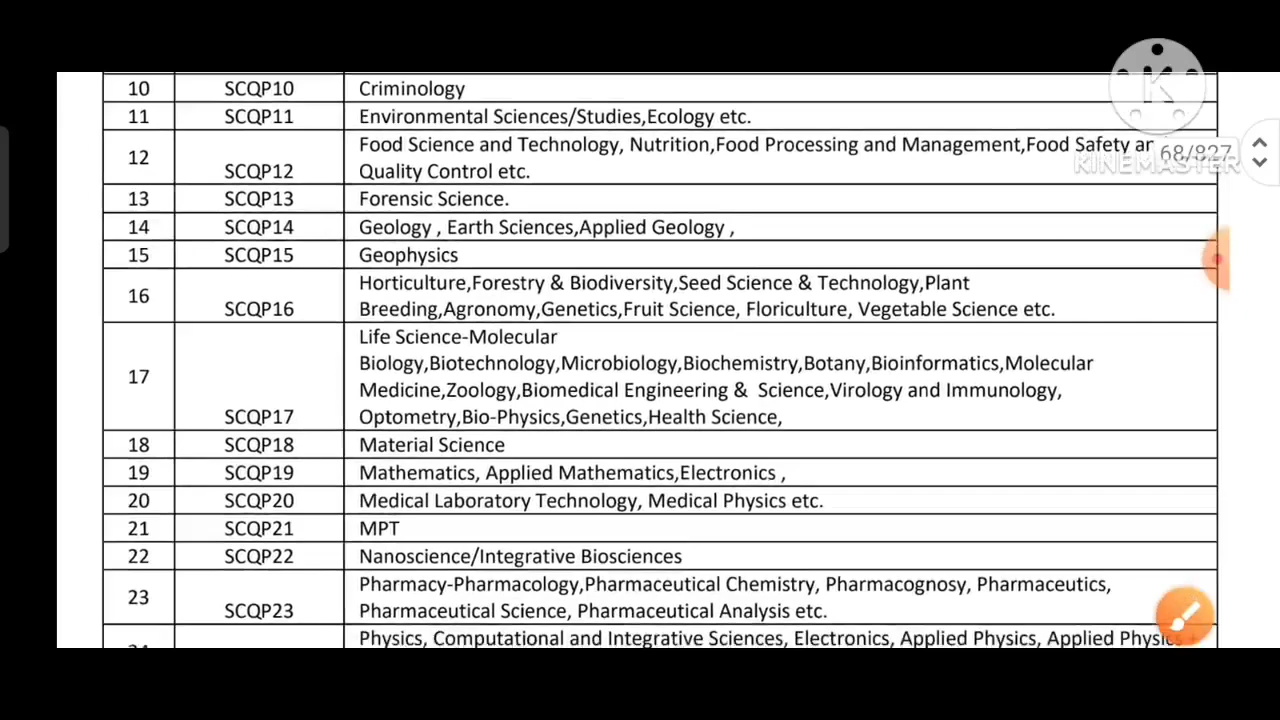 10 SCQP10 Criminology
11 SCQP11 Environmental Sciences/Studies,Ecology etc.
12 SCQP12 Food Science and Technology, Nutrition,Food Processing and Management,Food Safety
Quality Control etc.
13 SCQP13 Forensic Science.
14 SCQP14 Geology , Earth Sciences,Applied Geology ,
15 SCQP15 Geophysics
16 SCQP16 Horticulture,Forestry & Biodiversity,Seed Science & Technology,Plant
Breeding,Agronomy,Genetics,Fruit Science, Floriculture, Vegetable Science etc.
17 SCQP17 Life Science-Molecular
Biology,Biotechnology,Microbiology,Biochemistry,Botany,Bioinformatics,Molecular
Medicine,Zoology,Biomedical Engineering & Science,Virology and Immunology,
Optometry,Bio-Physics,Genetics,Health Science,
18 SCQP18 Material Science
19 SCQP19 Mathematics, Applied Mathematics,Electronics ,
20 SCQP20 Medical Laboratory Technology, Medical Physics etc.
21 SCQP21 MPT
22 SCQP22 Nanoscience/Integrative Biosciences
23 SCQP23 Pharmacy-Pharmacology,Pharmaceutical Chemistry, Pharmacognosy, Pharmaceutics,
Pharmaceutical Science, Pharmaceutical Analysis etc.
Physics, Computational and Integrative Sciences, Electronics, Applied Physics, Applied Physics
K
68/827
KINEMASTER